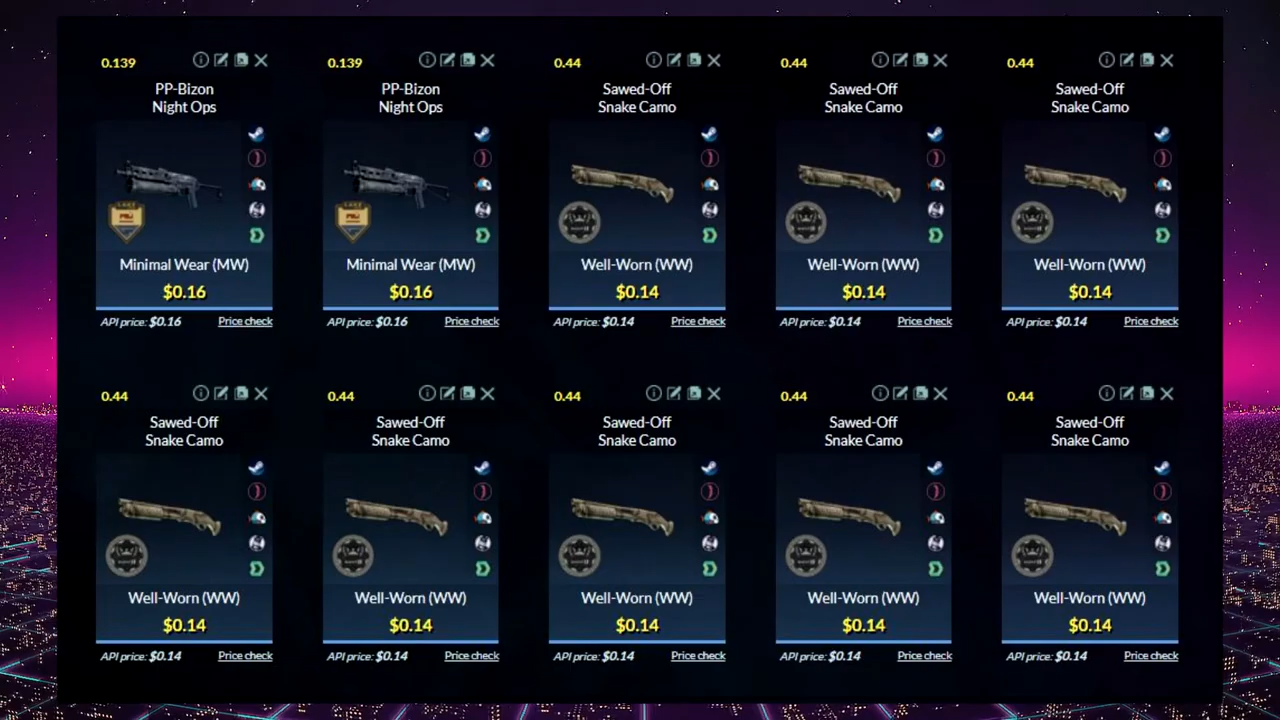 0.139
PP-Bizon
Night Ops
Minimal Wear (MW)
$0.16
API price: $0.16 Price check
0.139
PP-Bizon
Night Ops
Minimal Wear (MW)
$0.16
API price: $0.16 Price check
0.44
Sawed-Off
Snake Camo
Well-Worn (WW)
$0.14
API price: $0.14 Price check
0.44
Sawed-Off
Snake Camo
Well-Worn (WW)
$0.14
API price: $0.14 Price check
0.44
Sawed-Off
Snake Camo
Well-Worn (WW)
$0.14
API price: $0.14 Price check
0.44
Sawed-Off
Snake Camo
Well-Worn (WW)
$0.14
API price: $0.14 Price check
0.44
Sawed-Off
Snake Camo
Well-Worn (WW)
$0.14
API price: $0.14 Price check
0.44
Sawed-Off
Snake Camo
Well-Worn (WW)
$0.14
API price: $0.14 Price check
0.44
Sawed-Off
Snake Camo
Well-Worn (WW)
$0.14
API price: $0.14 Price check
0.44
Sawed-Off
Snake Camo
Well-Worn (WW)
$0.14
API price: $0.14 Price check